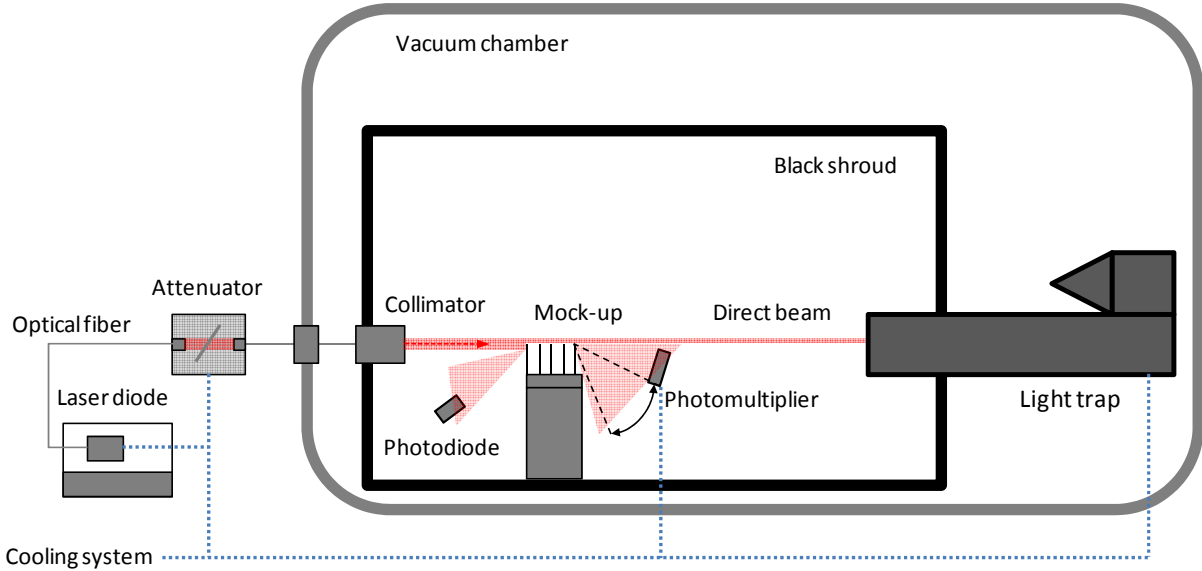 Vacuum chamber
Black shroud
Attenuator
Collimator
Mock-up
Direct beam
Optical fiber
Laser diode
Photodiode
Photomultiplier
Light trap
Cooling system